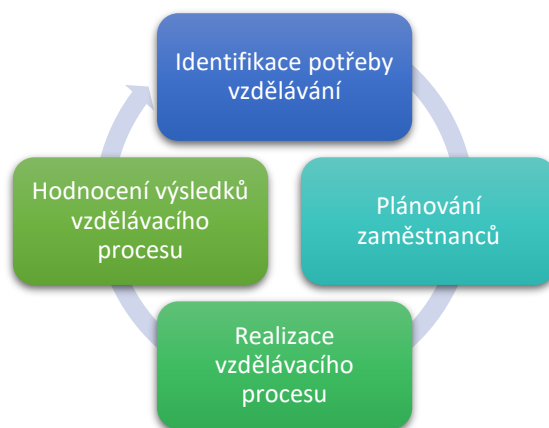 Identifikace potřeby
vzdělávání
Plánování
zaměstnanců
Realizace
vzdělávacího
procesu
Hodnocení výsledků
vzdělávacího
procesu